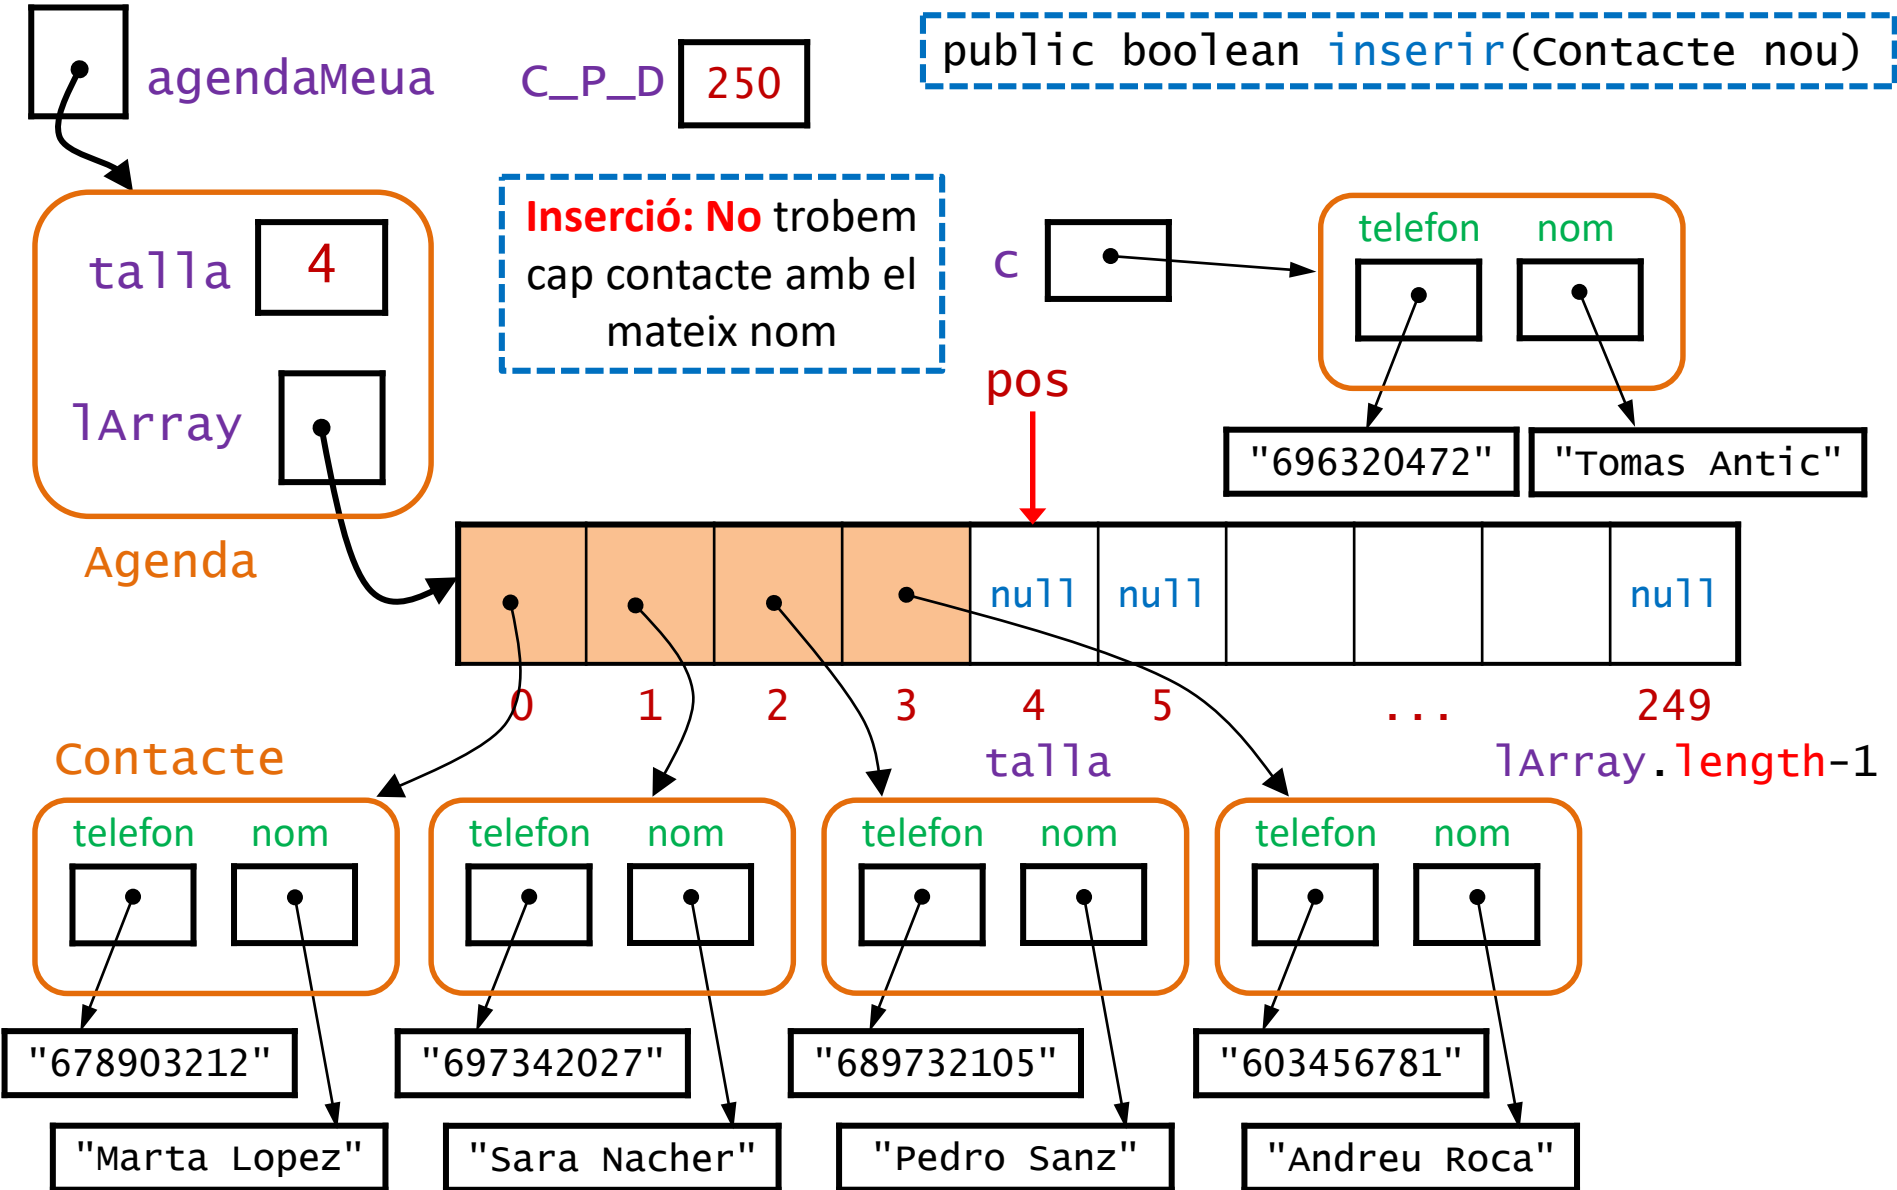 agendaMeua
C_P_D 250
public boolean inserir(Contacte nou)
talla 4
lArray
Agenda
Inserció: No trobem
cap contacte amb el
mateix nom
c
telefon nom
"696320472" "Tomas Antic"
pos
null null null
0 1 2 3 4 5 ... 249
talla lArray.length-1
Contacte
telefon nom telefon nom telefon nom telefon nom
"678903212" "697342027" "689732105" "603456781"
"Marta Lopez" "Sara Nacher" "Pedro Sanz" "Andreu Roca"